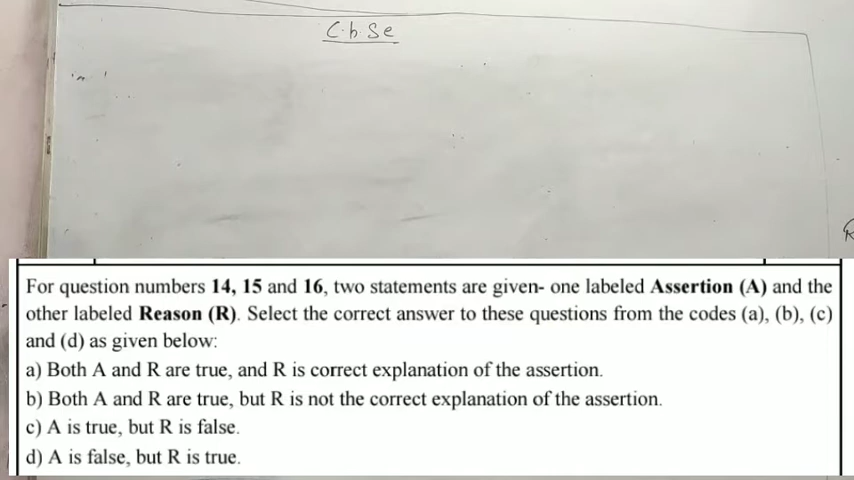 C.b.Se
For question numbers 14, 15 and 16, two statements are given- one labeled Assertion (A) and the
other labeled Reason (R). Select the correct answer to these questions from the codes (a), (b), (c)
and (d) as given below:
a) Both A and R are true, and R is correct explanation of the assertion.
b) Both A and R are true, but R is not the correct explanation of the assertion.
c) A is true, but R is false.
d) A is false, but R is true.